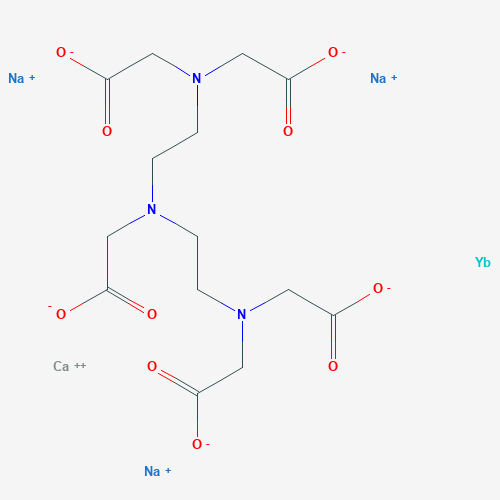 O - O -
Na + N Na +
O O
N
Yb
O -
- O O N
Ca ++ O O
O -
Na +